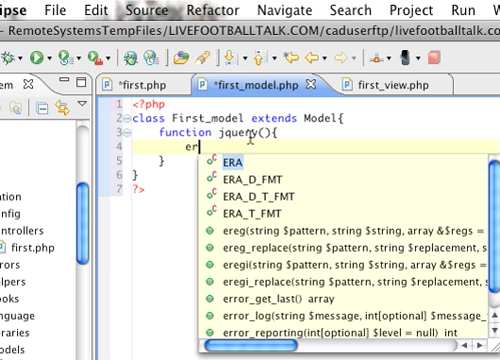 ipse File Edit Source Refactor Navigate Search Project Run
- RemoteSystemsTempFiles/LIVEFOOTBALLTALK.COM/caduserftp/livefootballtalk.co
*first.php *first_model.php first_view.php
1 <?php
2 class First_model extends Model{
3 function jquery(){
4 er
5 }
6 }
7 ?>
ERA
ERA_D_FMT
ERA_D_T_FMT
ERA_T_FMT
ereg(string $pattern, string $string, array &$regs =
ereg_replace(string $pattern, string $replacement, s
eregi(string $pattern, string $string, array &$regs =
eregi_replace(string $pattern, string $replacement, s
error_get_last() array
error_log(string $message, int[optional] $message_
error_reporting(int[optional] $level = null) int
ation
nfig
ntrollers
first.php
rors
lpers
oks
nguage
raries
odels